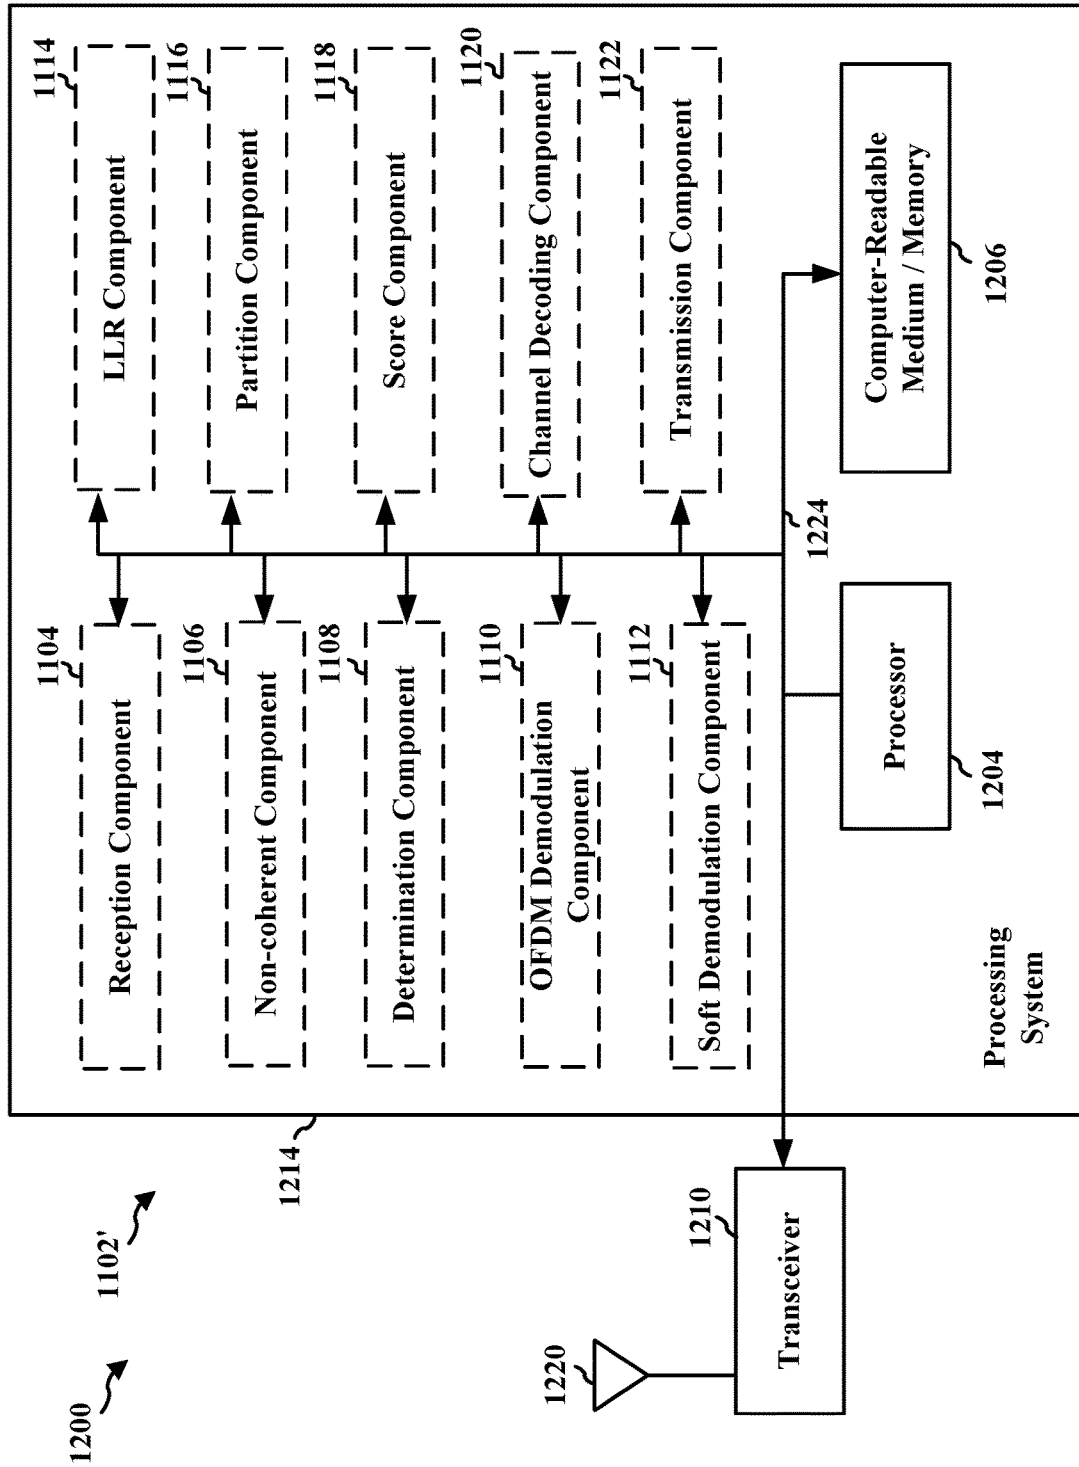 1200
1102'
1214
1104
Reception Component
1106
Non-coherent Component
1108
Determination Component
1110
OFDM Demodulation
Component
1112
Soft Demodulation Component
1114
LLR Component
1116
Partition Component
1118
Score Component
1120
Channel Decoding Component
1122
Transmission Component
1220
1210
Transceiver
Processing
System
Processor
1204
1224
Computer-Readable
Medium / Memory
1206